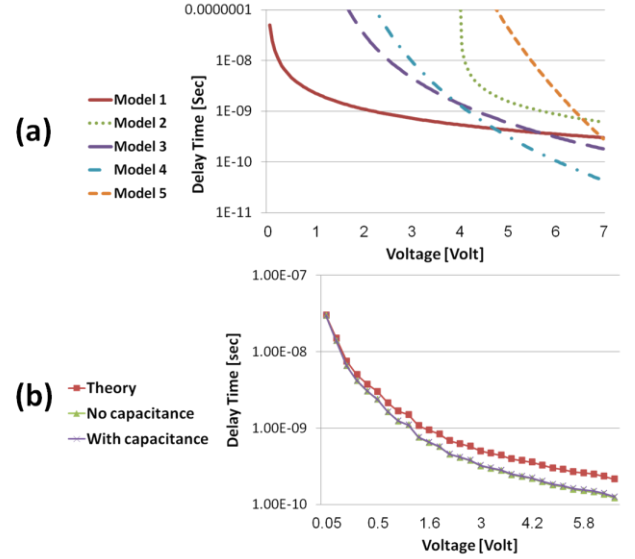 (a)
Model 1
Model 2
Model 3
Model 4
Model 5
Delay Time [Sec]
0.0000001
1E-08
1E-09
1E-10
1E-11
0 1 2 3 4 5 6 7
Voltage [Volt]
(b)
Theory
No capacitance
With capacitance
Delay Time [sec]
1.00E-07
1.00E-08
1.00E-09
1.00E-10
0.05 0.5 1.6 3 4.2 5.8
Voltage [Volt]